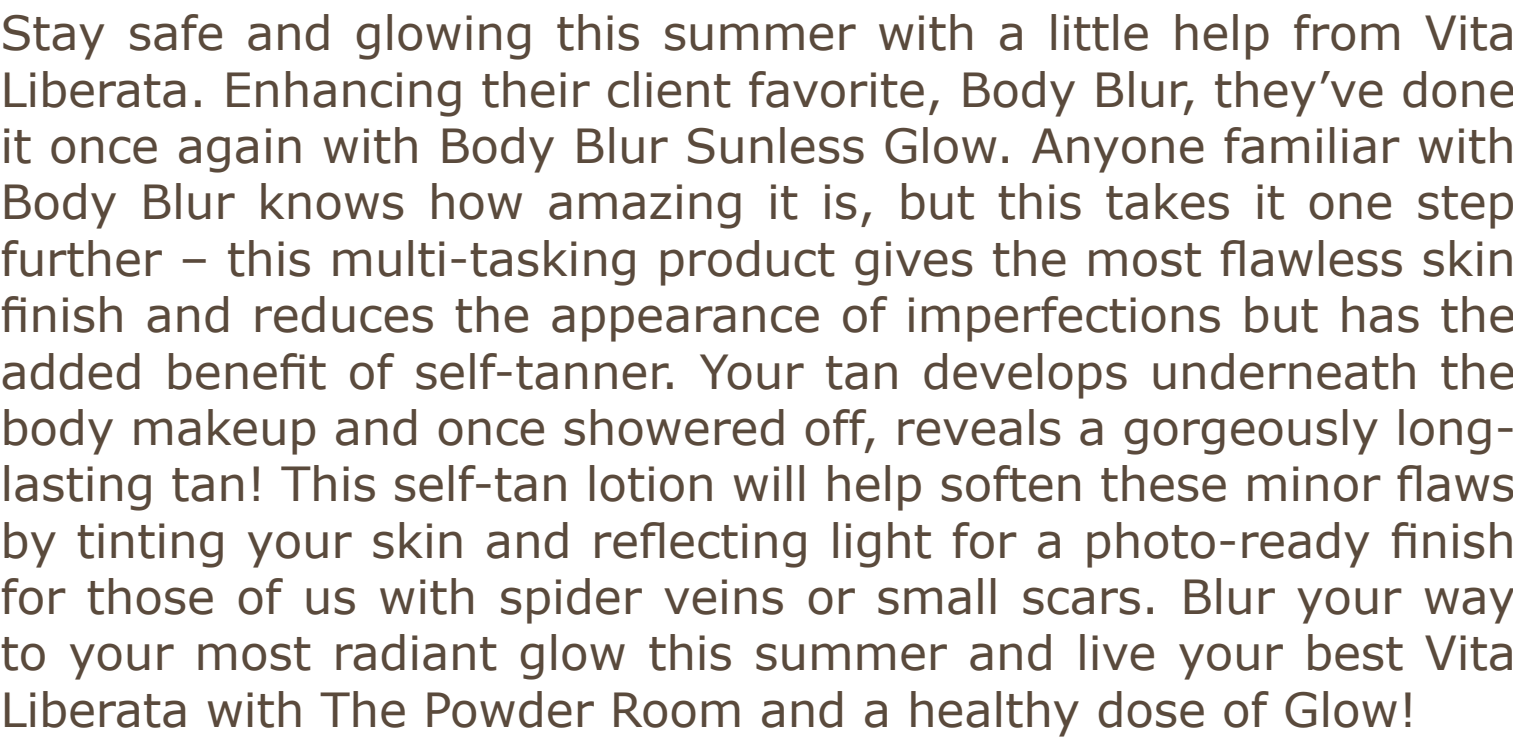 Stay safe and glowing this summer with a little help from Vita
Liberata. Enhancing their client favorite, Body Blur, they’ve done
it once again with Body Blur Sunless Glow. Anyone familiar with
Body Blur knows how amazing it is, but this takes it one step
further – this multi-tasking product gives the most flawless skin
finish and reduces the appearance of imperfections but has the
added benefit of self-tanner. Your tan develops underneath the
body makeup and once showered off, reveals a gorgeously long-
lasting tan! This self-tan lotion will help soften these minor flaws
by tinting your skin and reflecting light for a photo-ready finish
for those of us with spider veins or small scars. Blur your way
to your most radiant glow this summer and live your best Vita
Liberata with The Powder Room and a healthy dose of Glow!